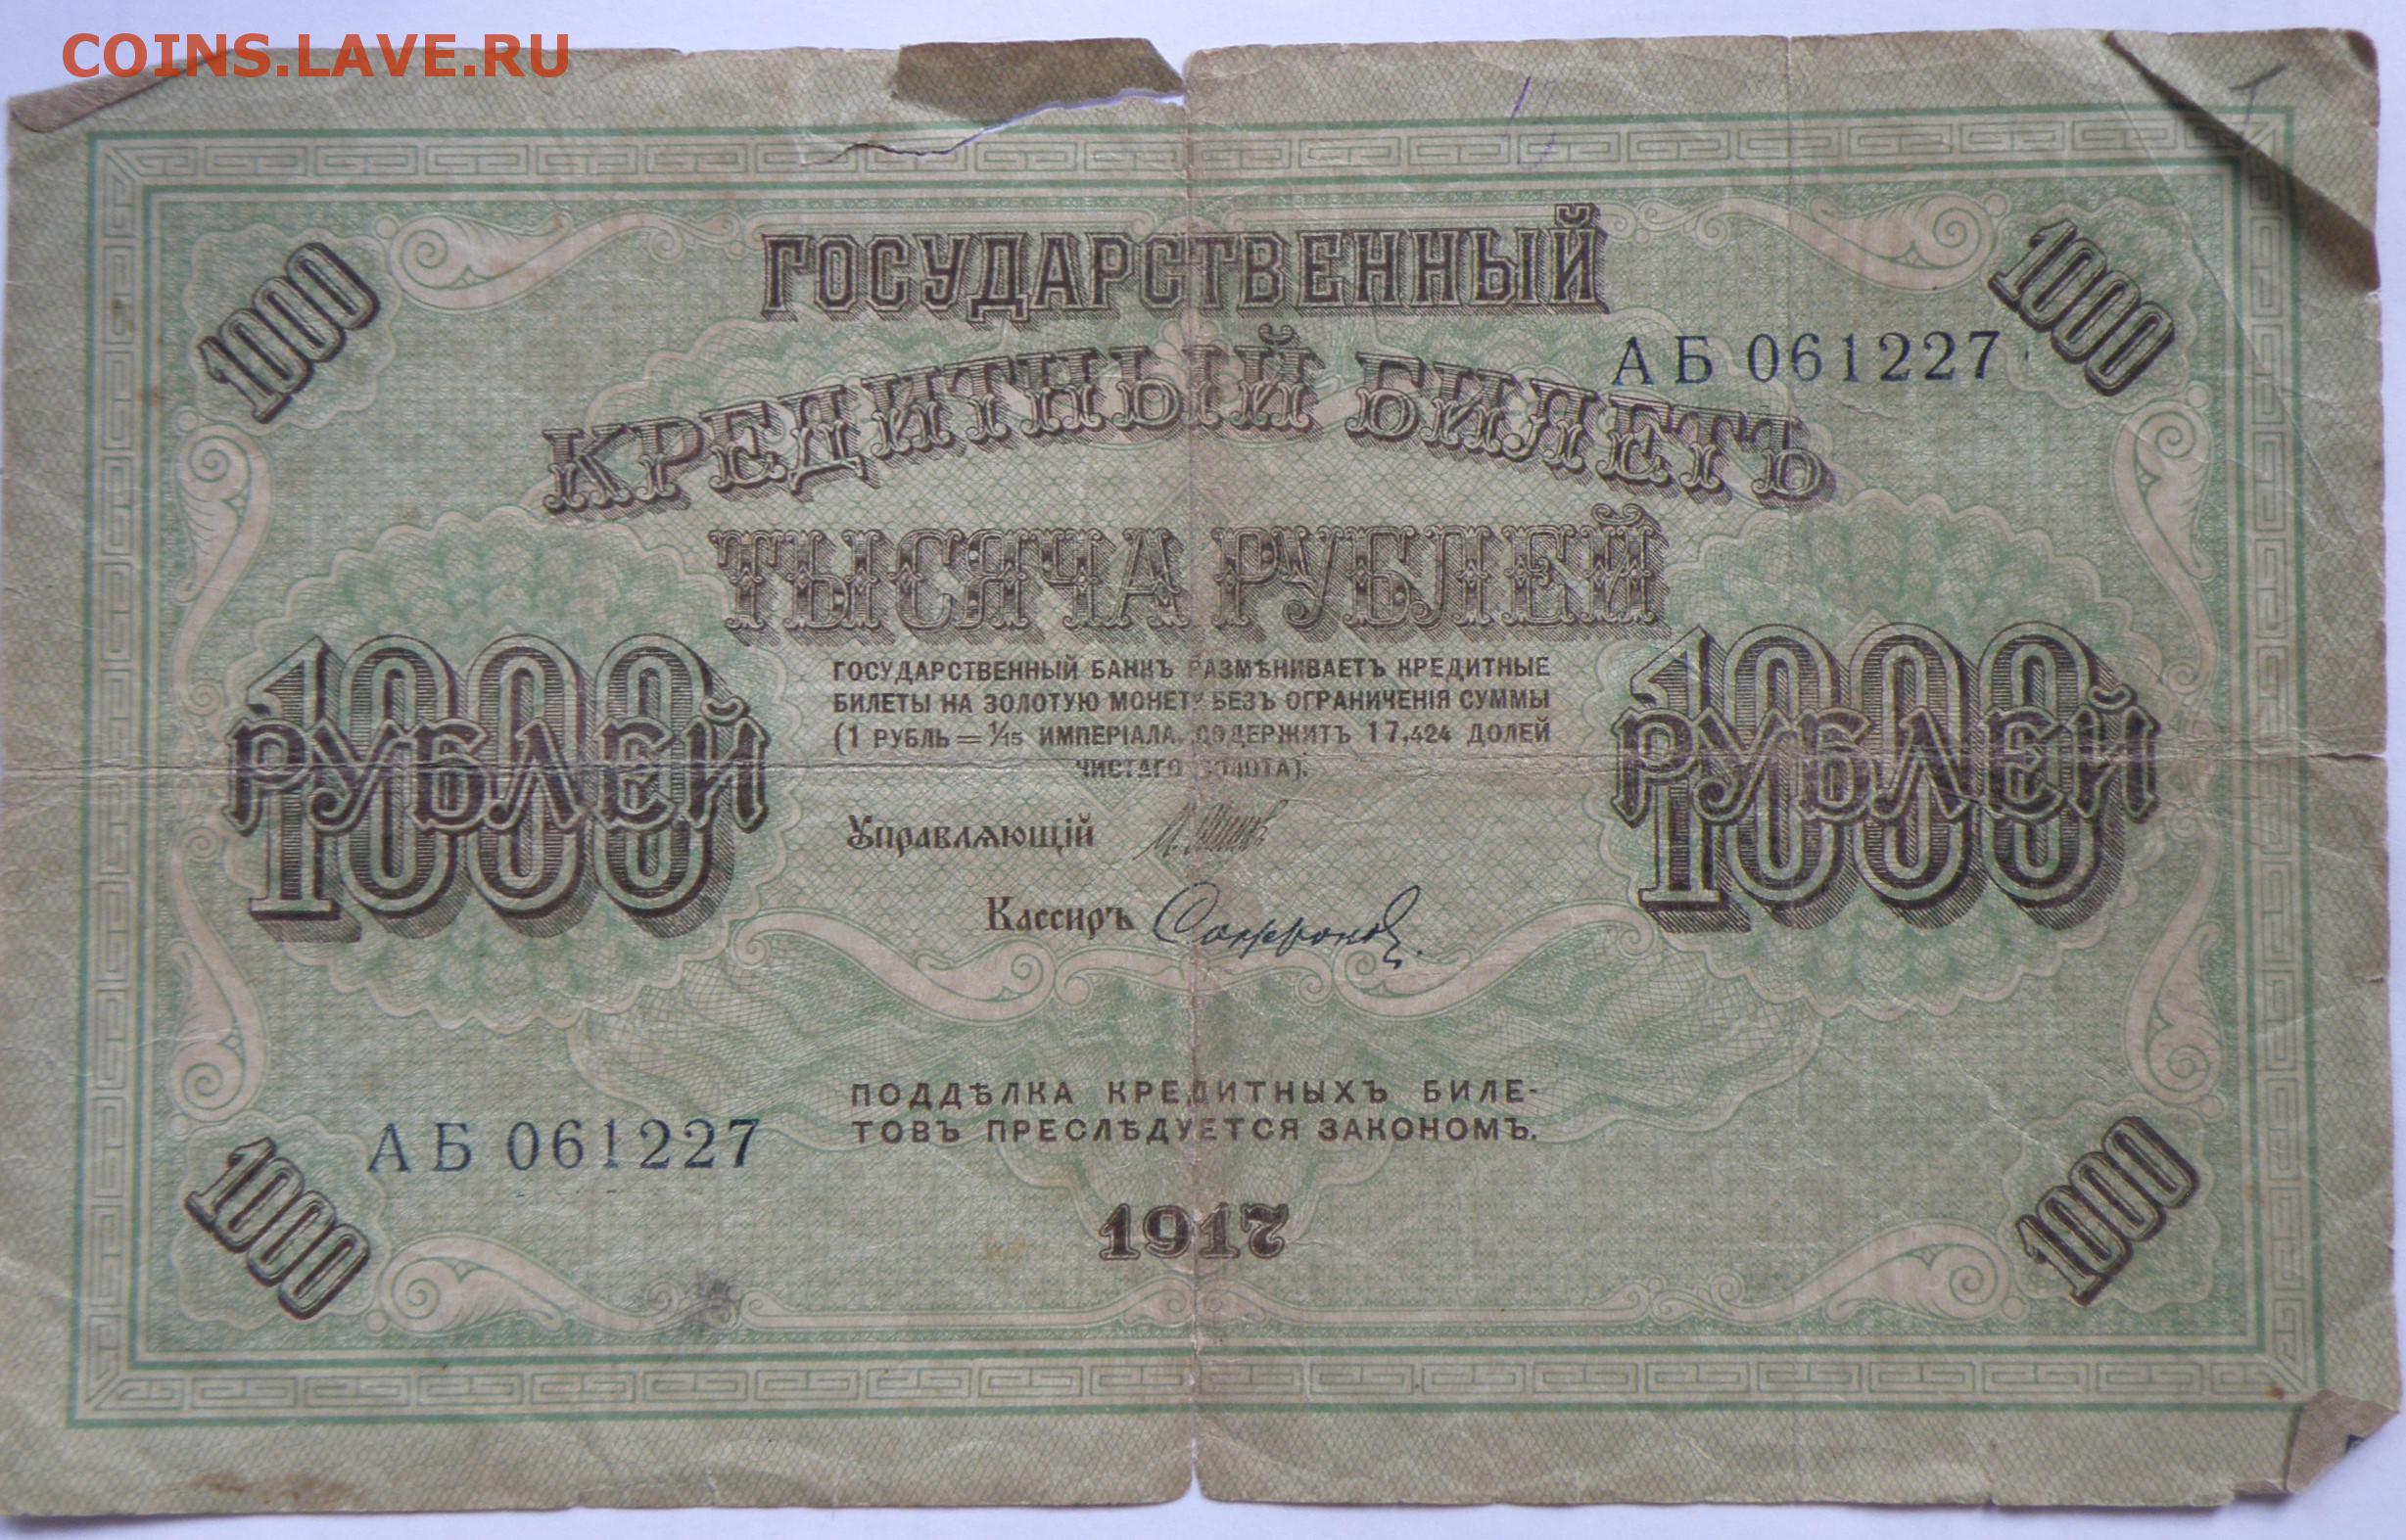 COINS.LAVE.RU
1000
ГОСУДАРСТВЕННЫЙ
1000
АБ 061227
КРЕДИТНЫЙ БИЛЕТЪ
ТЫСЯЧА РУБЛЕЙ
1000
РУБЛЕЙ
ГОСУДАРСТВЕННЫЙ БАНКЪ РАЗМѢНИВАЕТЪ КРЕДИТНЫЕ
БИЛЕТЫ НА ЗОЛОТУЮ МОНЕТУ БЕЗЪ ОГРАНИЧЕНІЯ СУММЫ
(1 РУБЛЬ = 1/15 ИМПЕРІАЛА, СОДЕРЖИТЪ 17,424 ДОЛЕЙ
ЧИСТАГО ЗОЛОТА).
1000
РУБЛЕЙ
Управляющій И. Шипов
Кассиръ Софронов
ПОДДѢЛКА КРЕДИТНЫХЪ БИЛЕ-
ТОВЪ ПРЕСЛѢДУЕТСЯ ЗАКОНОМЪ.
АБ 061227
1000
1917
1000